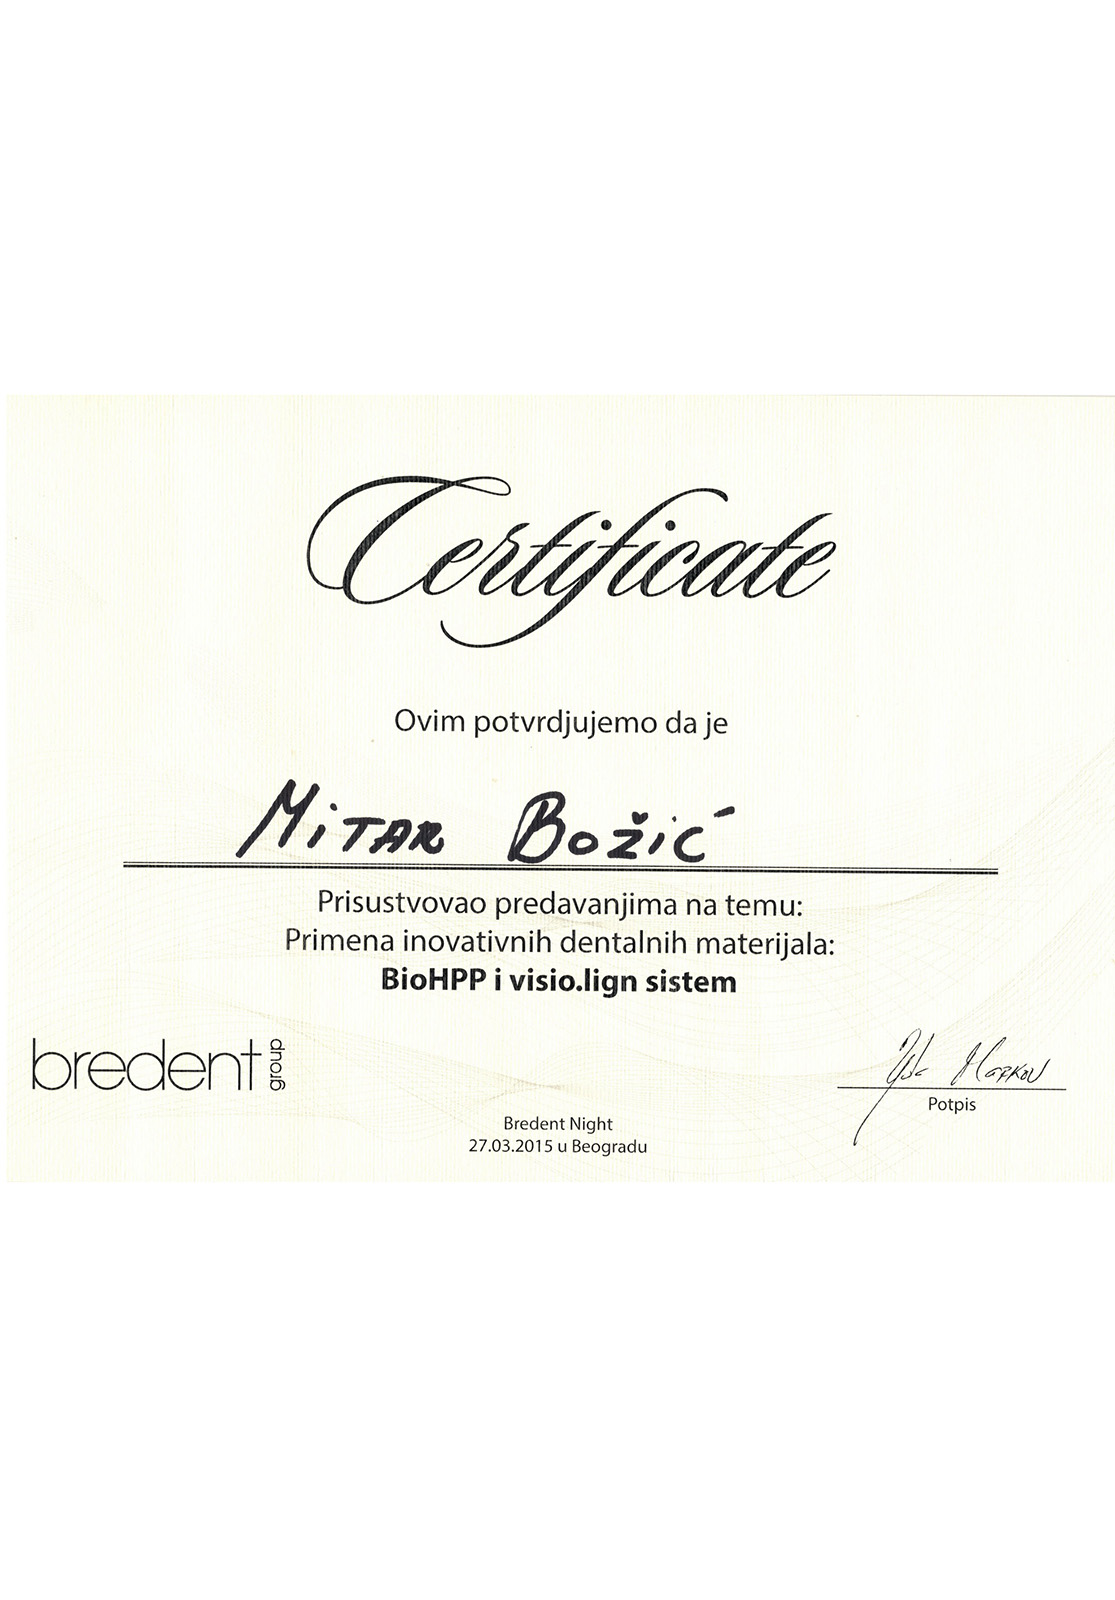 Certificate
Ovim potvrdjujemo da je
MiTAR BOŽIĆ
Prisustvovao predavanjima na temu:
Primena inovativnih dentalnih materijala:
BioHPP i visio.lign sistem
bredent group
Markov
Potpis
Bredent Night
27.03.2015 u Beogradu